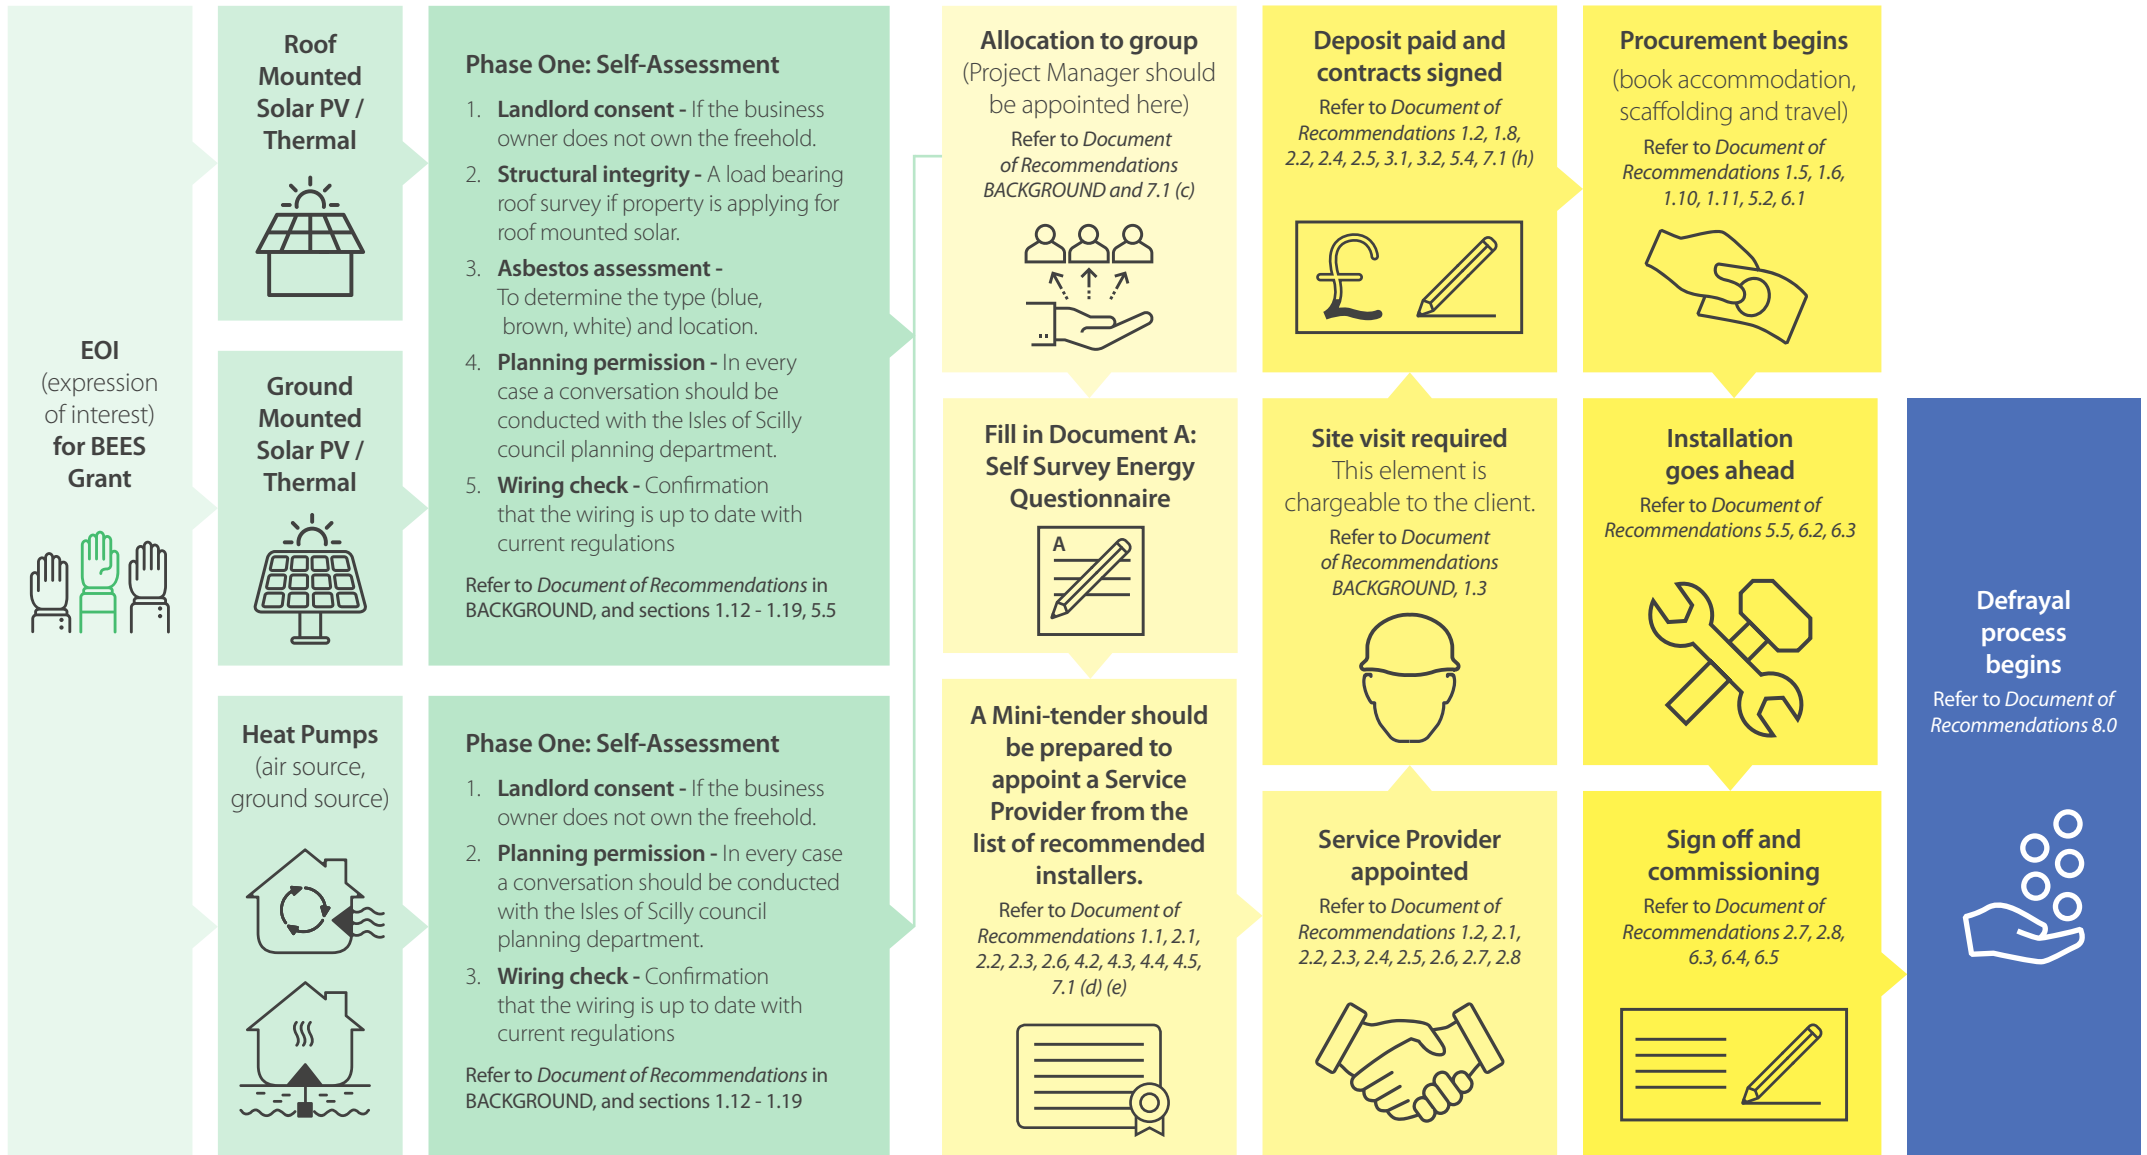 EOI
(expression
of interest)
for BEES
Grant
Roof
Mounted
Solar PV /
Thermal
Ground
Mounted
Solar PV /
Thermal
Heat Pumps
(air source,
ground source)
Phase One: Self-Assessment
1. Landlord consent - If the business
owner does not own the freehold.
2. Structural integrity - A load bearing
roof survey if property is applying for
roof mounted solar.
3. Asbestos assessment -
To determine the type (blue,
brown, white) and location.
4. Planning permission - In every
case a conversation should be
conducted with the Isles of Scilly
council planning department.
5. Wiring check - Confirmation
that the wiring is up to date with
current regulations
Refer to Document of Recommendations in
BACKGROUND, and sections 1.12 - 1.19, 5.5
Phase One: Self-Assessment
1. Landlord consent - If the business
owner does not own the freehold.
2. Planning permission - In every case
a conversation should be conducted
with the Isles of Scilly council
planning department.
3. Wiring check - Confirmation
that the wiring is up to date with
current regulations
Refer to Document of Recommendations in
BACKGROUND, and sections 1.12 - 1.19
Allocation to group
(Project Manager should
be appointed here)
Refer to Document
of Recommendations
BACKGROUND and 7.1 (c)
Fill in Document A:
Self Survey Energy
Questionnaire
A
A Mini-tender should
be prepared to
appoint a Service
Provider from the
list of recommended
installers.
Refer to Document of
Recommendations 1.1, 2.1,
2.2, 2.3, 2.6, 4.2, 4.3, 4.4, 4.5,
7.1 (d) (e)
Service Provider
appointed
Refer to Document of
Recommendations 1.2, 2.1,
2.2, 2.3, 2.4, 2.5, 2.6, 2.7, 2.8
Site visit required
This element is
chargeable to the client.
Refer to Document
of Recommendations
BACKGROUND, 1.3
Deposit paid and
contracts signed
Refer to Document of
Recommendations 1.2, 1.8,
2.2, 2.4, 2.5, 3.1, 3.2, 5.4, 7.1 (h)
£
Procurement begins
(book accommodation,
scaffolding and travel)
Refer to Document of
Recommendations 1.5, 1.6,
1.10, 1.11, 5.2, 6.1
Installation
goes ahead
Refer to Document of
Recommendations 5.5, 6.2, 6.3
Sign off and
commissioning
Refer to Document of
Recommendations 2.7, 2.8,
6.3, 6.4, 6.5
Defrayal
process
begins
Refer to Document of
Recommendations 8.0